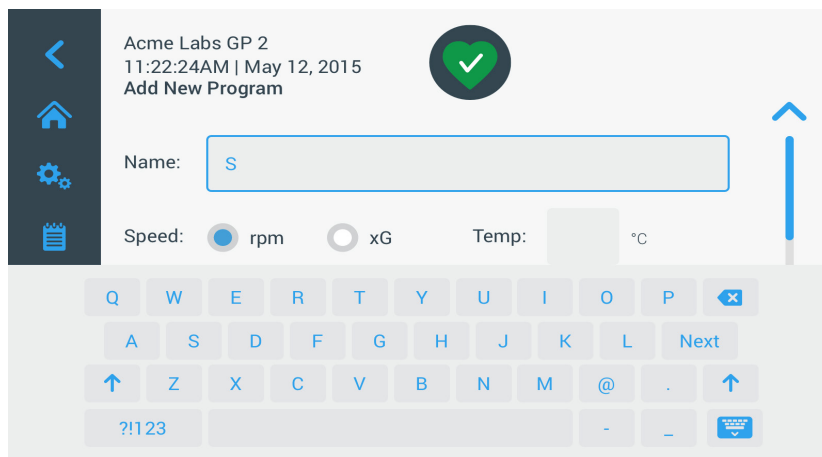 Acme Labs GP 2
11:22:24AM | May 12, 2015
Add New Program
Name: S
Speed: rpm xG Temp: °C
Q W E R T Y U I O P
A S D F G H J K L Next
Z X C V B N M @ .
?!123 - _